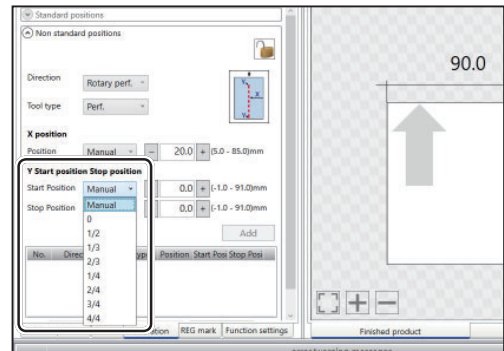 Standard positions
Non standard positions
Direction Rotary perf.
Tool type Perf.
Y
X
Y
X position
Position Manual - 20.0 + (5.0 - 85.0)mm
Y Start position Stop position
Start Position Manual 0.0 + (-1.0 - 91.0)mm
Stop Position 0.0 + (-1.0 - 91.0)mm
Manual
0
1/2
1/3
2/3
1/4
2/4
3/4
4/4
Add
No. Position Start Posi Stop Posi
REG mark Function settings
90.0
Finished product